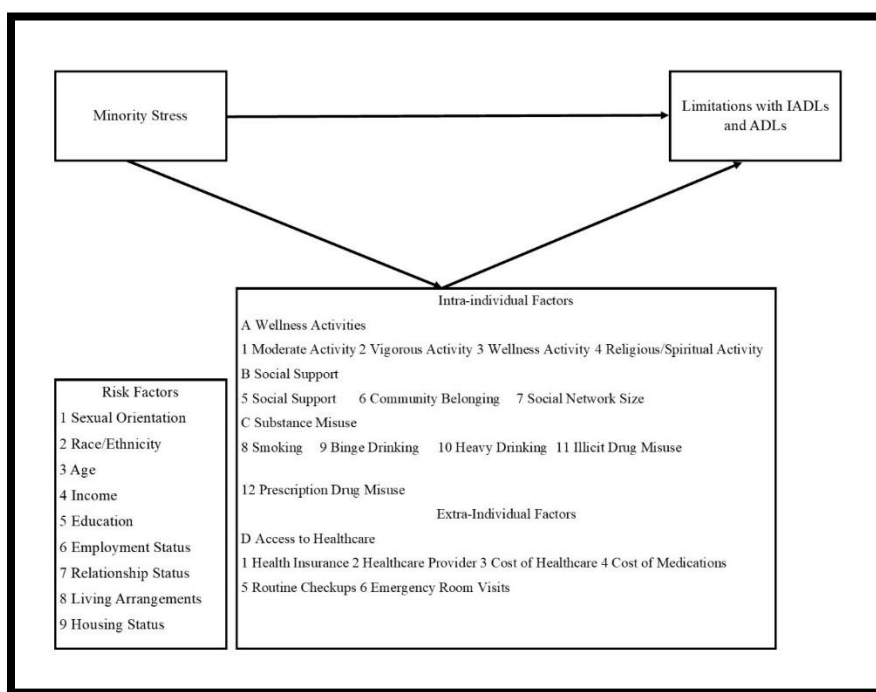 Minority Stress
Limitations with IADLs
and ADLs
Risk Factors
1 Sexual Orientation
2 Race/Ethnicity
3 Age
4 Income
5 Education
6 Employment Status
7 Relationship Status
8 Living Arrangements
9 Housing Status
Intra-individual Factors
A Wellness Activities
1 Moderate Activity 2 Vigorous Activity 3 Wellness Activity 4 Religious/Spiritual Activity
B Social Support
5 Social Support 6 Community Belonging 7 Social Network Size
C Substance Misuse
8 Smoking 9 Binge Drinking 10 Heavy Drinking 11 Illicit Drug Misuse
12 Prescription Drug Misuse
Extra-Individual Factors
D Access to Healthcare
1 Health Insurance 2 Healthcare Provider 3 Cost of Healthcare 4 Cost of Medications
5 Routine Checkups 6 Emergency Room Visits